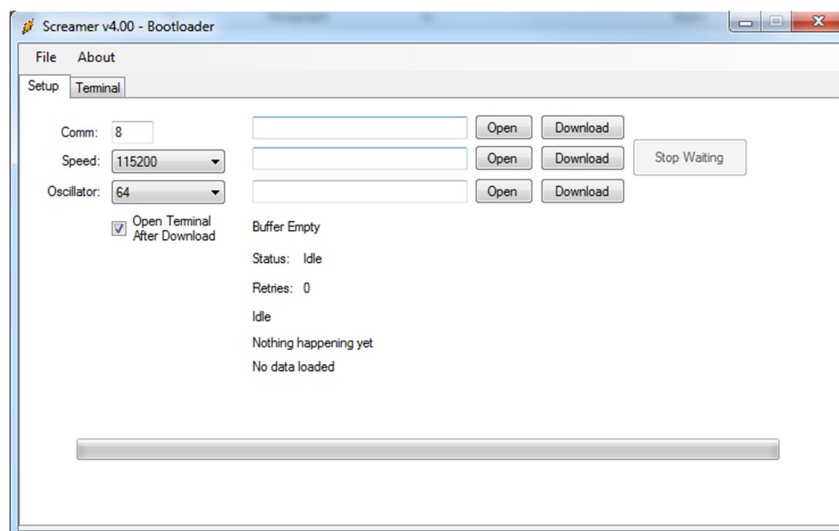 Screamer v4.00 - Bootloader
File About
Setup Terminal
Comm: 8 Open Download
Speed: 115200 Open Download Stop Waiting
Oscillator: 64 Open Download
Open Terminal
After Download
Buffer Empty
Status: Idle
Retries: 0
Idle
Nothing happening yet
No data loaded